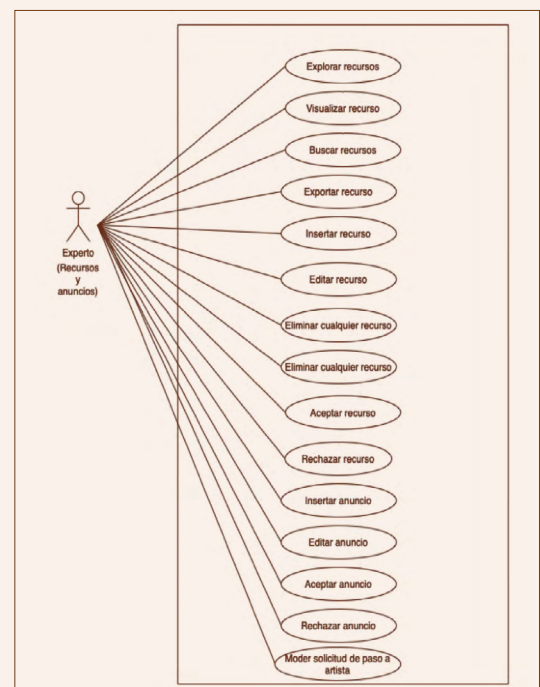 Explorar recursos
Visualizar recurso
Buscar recursos
Exportar recurso
Insertar recurso
Experto
(Recursos
y
anuncios)
Editar recurso
Eliminar cualquier recurso
Eliminar cualquier recurso
Aceptar recurso
Rechazar recurso
Insertar anuncio
Editar anuncio
Aceptar anuncio
Rechazar anuncio
Moder solicitud de paso a
artista